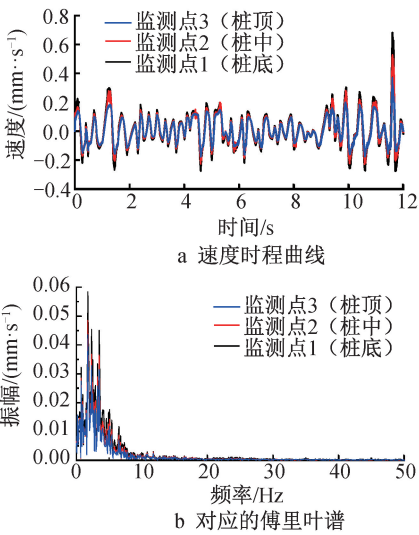 速度/(mm··s⁻¹)
0.8
0.6
0.4
0.2
0.0
−0.2
−0.4
监测点3（桩顶）
监测点2（桩中）
监测点1（桩底）
0 2 4 6 8 10 12
时间/s
a 速度时程曲线
振幅/(mm·s⁻¹)
0.06
0.05
0.04
0.03
0.02
0.01
0.00
监测点3（桩顶）
监测点2（桩中）
监测点1（桩底）
0 10 20 30 40 50
频率/Hz
b 对应的傅里叶谱